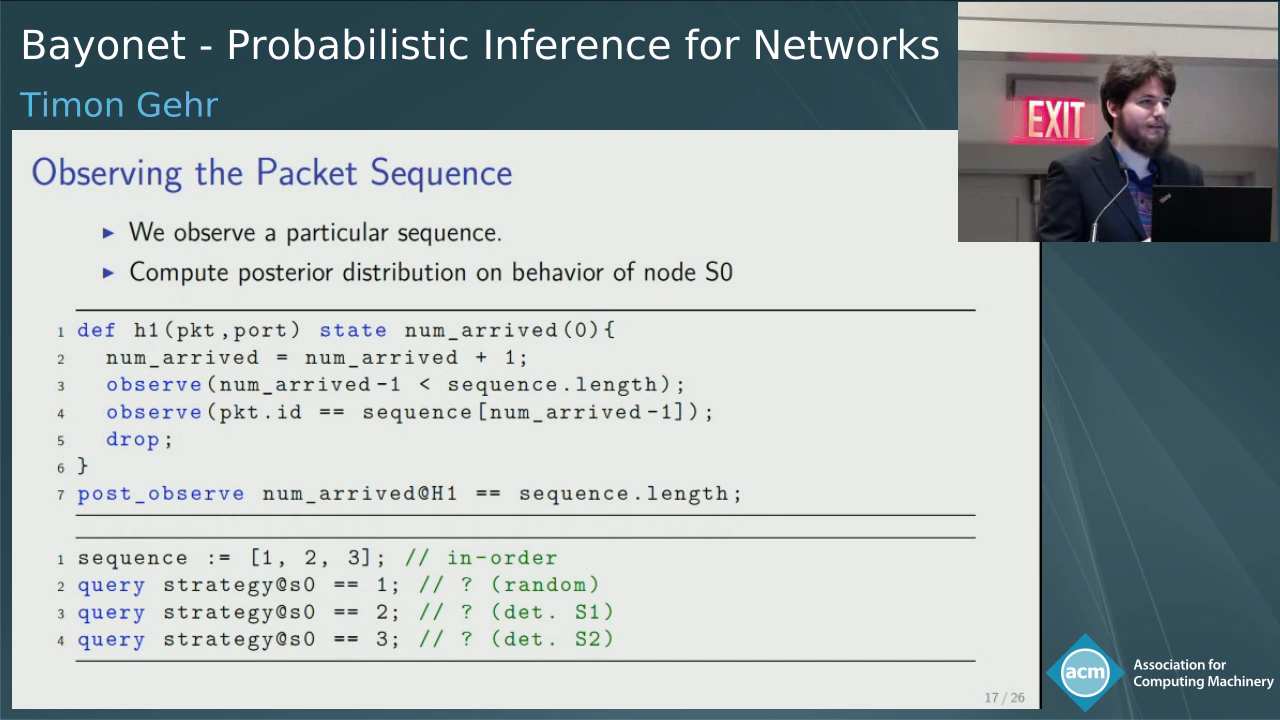 Bayonet - Probabilistic Inference for Networks
Timon Gehr
EXIT
Observing the Packet Sequence
▶ We observe a particular sequence.
▶ Compute posterior distribution on behavior of node S0
1 def h1(pkt,port) state num_arrived(0){
2 num_arrived = num_arrived + 1;
3 observe(num_arrived-1 < sequence.length);
4 observe(pkt.id == sequence[num_arrived-1]);
5 drop;
6 }
7 post_observe num_arrived@H1 == sequence.length;
1 sequence := [1, 2, 3]; // in-order
2 query strategy@s0 == 1; // ? (random)
3 query strategy@s0 == 2; // ? (det. S1)
4 query strategy@s0 == 3; // ? (det. S2)
17 / 26
acm
Association for
Computing Machinery